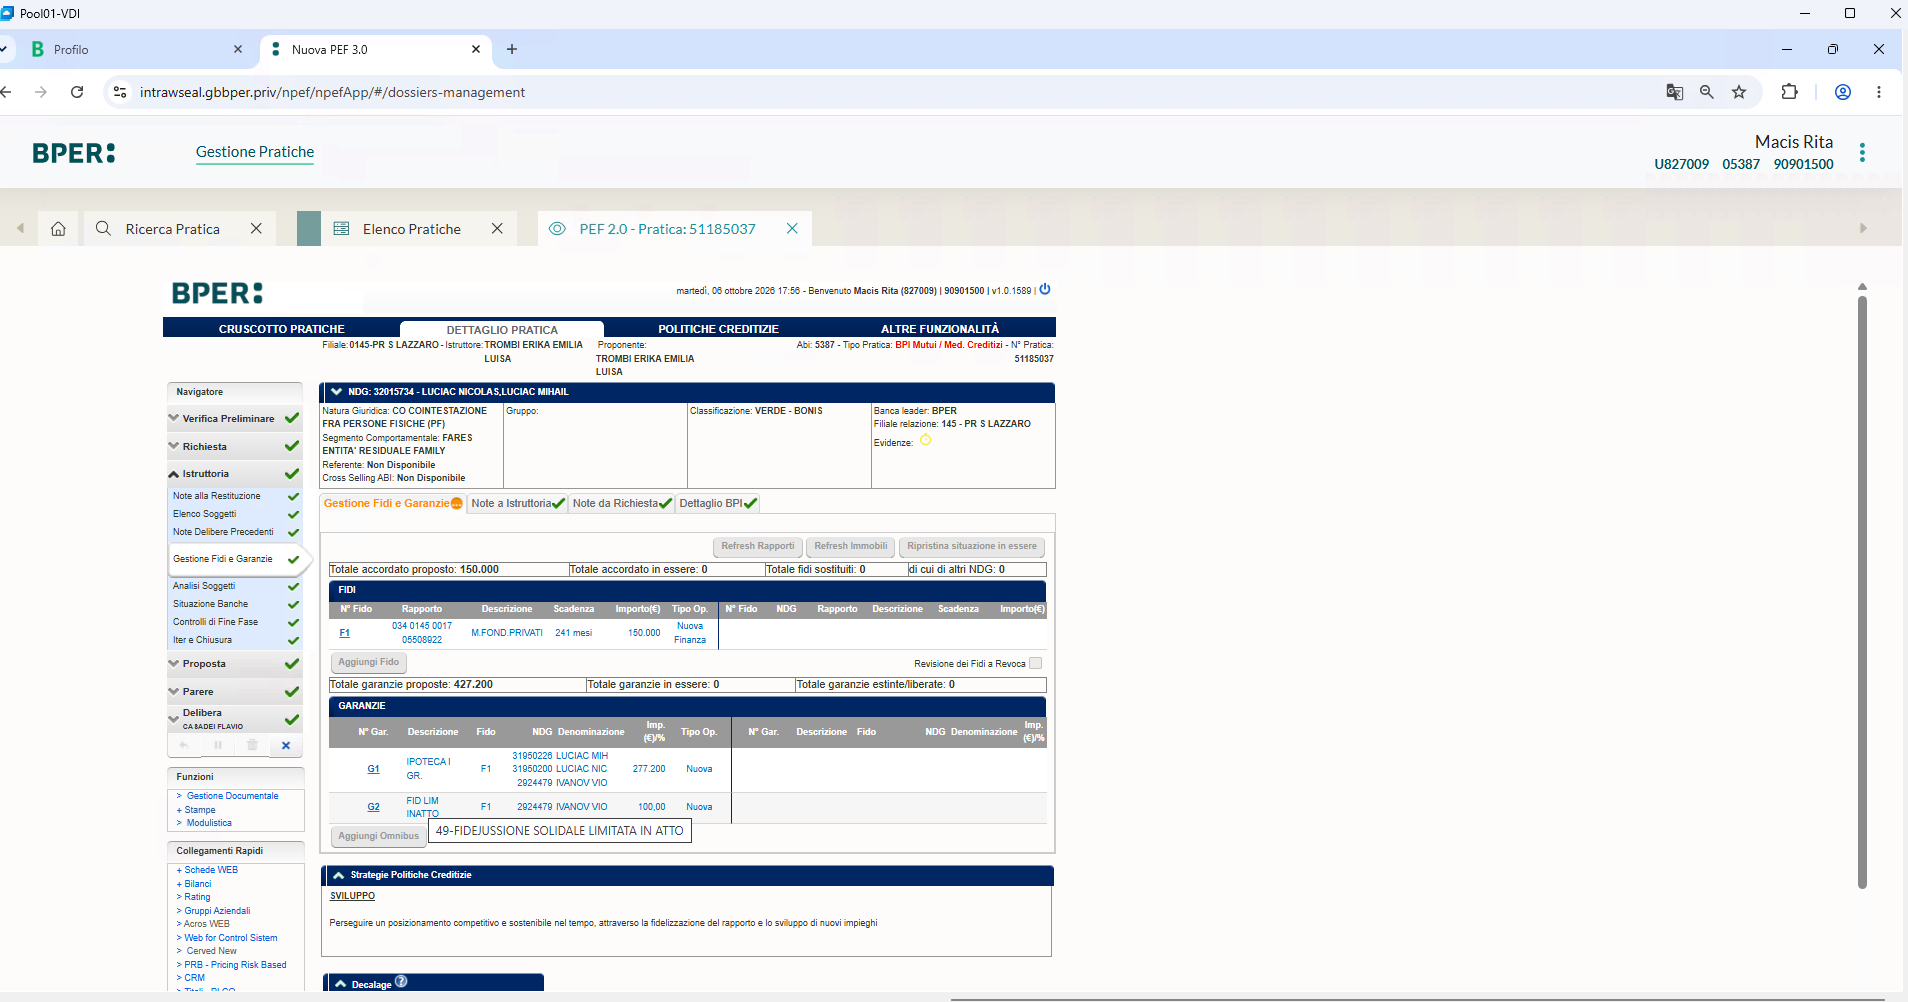 Pool01-VDI
Profilo
Nuova PEF 3.0
intrawseal.gbbper.priv/npef/npefApp/#/dossiers-management
BPER:
Gestione Pratiche
Macis Rita
U827009 05387 90901500
Ricerca Pratica
Elenco Pratiche
PEF 2.0 - Pratica: 51185037
BPER:
martedì, 06 ottobre 2026 17:56 - Benvenuto Macis Rita (827009) | 90901500 | v1.0.1589 |
CRUSCOTTO PRATICHE
DETTAGLIO PRATICA
POLITICHE CREDITIZIE
ALTRE FUNZIONALITÀ
Filiale: 0145-PR S LAZZARO - Istruttore: TROMBI ERIKA EMILIA LUISA
Proponente: TROMBI ERIKA EMILIA LUISA
Abi: 5387 - Tipo Pratica: BPI Mutui / Med. Creditizi - N° Pratica: 51185037
Navigatore
Verifica Preliminare
Richiesta
Istruttoria
Note alla Restituzione
Elenco Soggetti
Note Delibere Precedenti
Gestione Fidi e Garanzie
Analisi Soggetti
Situazione Banche
Controlli di Fine Fase
Iter e Chiusura
Proposta
Parere
Delibera
CASADEI FLAVIO
Funzioni
> Gestione Documentale
+ Stampe
> Modulistica
Collegamenti Rapidi
+ Schede WEB
+ Bilanci
> Rating
> Gruppi Aziendali
> Acros WEB
> Web for Control Sistem
> Cerved New
> PRB - Pricing Risk Based
> CRM
NDG: 32015734 - LUCIAC NICOLAS,LUCIAC MIHAIL
Natura Giuridica: CO COINTESTAZIONE
FRA PERSONE FISICHE (PF)
Segmento Comportamentale: FARES
ENTITA' RESIDUALE FAMILY
Referente: Non Disponibile
Cross Selling ABI: Non Disponibile
Gruppo:
Classificazione: VERDE - BONIS
Banca leader: BPER
Filiale relazione: 145 - PR S LAZZARO
Evidenze:
Gestione Fidi e Garanzie
Note a Istruttoria
Note da Richiesta
Dettaglio BPI
Refresh Rapporti
Refresh Immobili
Ripristina situazione in essere
Totale accordato proposto: 150.000
Totale accordato in essere: 0
Totale fidi sostituiti: 0
di cui di altri NDG: 0
FIDI
N° Fido Rapporto Descrizione Scadenza Importo(€) Tipo Op. N° Fido NDG Rapporto Descrizione Scadenza Importo(€)
F1 034 0145 0017 05508922 M.FOND.PRIVATI 241 mesi 150.000 Nuova Finanza
Aggiungi Fido
Revisione dei Fidi a Revoca
Totale garanzie proposte: 427.200
Totale garanzie in essere: 0
Totale garanzie estinte/liberate: 0
GARANZIE
N° Gar. Descrizione Fido NDG Denominazione Imp. (€)/% Tipo Op. N° Gar. Descrizione Fido NDG Denominazione Imp. (€)/%
G1 IPOTECA I GR. F1 31950226 LUCIAC MIH 31950200 LUCIAC NIC 2924479 IVANOV VIO 277.200 Nuova
G2 FID LIM INATTO F1 2924479 IVANOV VIO 100,00 Nuova
Aggiungi Omnibus
49-FIDEJUSSIONE SOLIDALE LIMITATA IN ATTO
Strategie Politiche Creditizie
SVILUPPO
Perseguire un posizionamento competitivo e sostenibile nel tempo, attraverso la fidelizzazione del rapporto e lo sviluppo di nuovi impieghi
Decalage ?